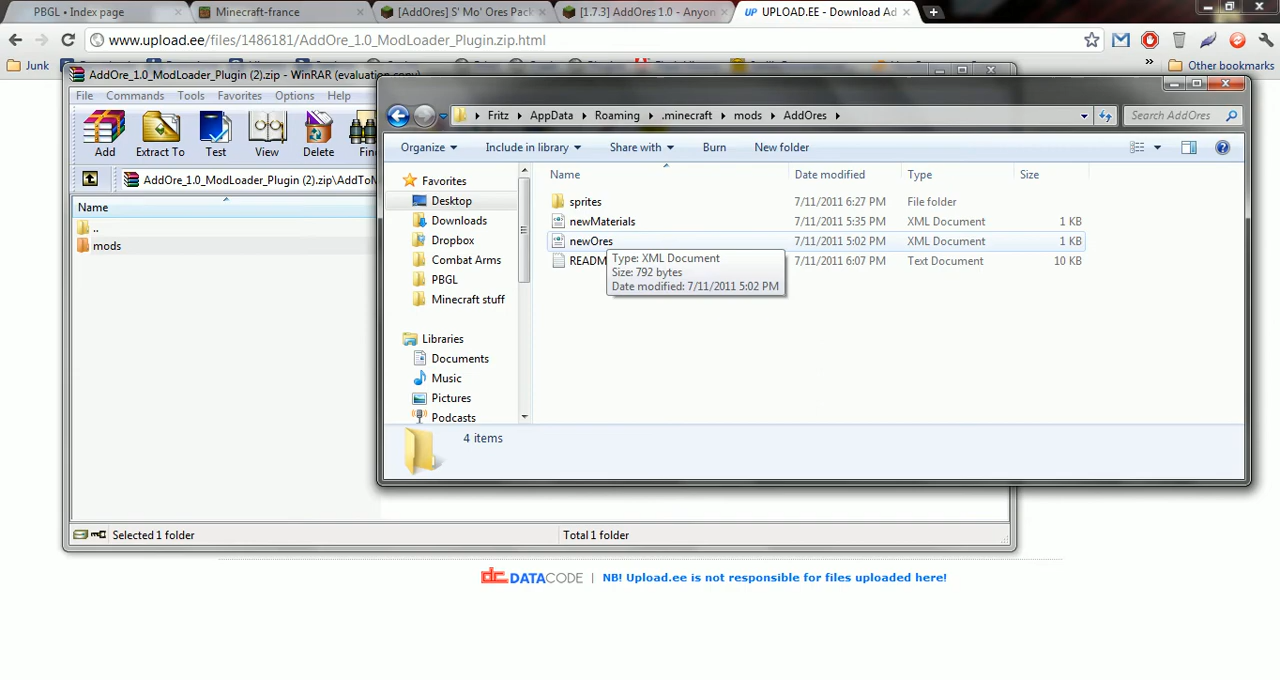 PBGL • Index page
Minecraft-france
[AddOres] S' Mo' Ores Pack
[1.7.3] AddOres 1.0 - Anyon
UP UPLOAD.EE - Download Ad
www.upload.ee/files/1486181/AddOre_1.0_ModLoader_Plugin.zip.html
Junk
Other bookmarks
AddOre_1.0_ModLoader_Plugin (2).zip - WinRAR (evaluation copy)
File Commands Tools Favorites Options Help
Add Extract To Test View Delete Fin
AddOre_1.0_ModLoader_Plugin (2).zip\AddToM
Name
..
mods
Selected 1 folder
Total 1 folder
Fritz AppData Roaming .minecraft mods AddOres
Search AddOres
Organize Include in library Share with Burn New folder
Favorites
Desktop
Downloads
Dropbox
Combat Arms
PBGL
Minecraft stuff
Libraries
Documents
Music
Pictures
Podcasts
Name Date modified Type Size
sprites 7/11/2011 6:27 PM File folder
newMaterials 7/11/2011 5:35 PM XML Document 1 KB
newOres 7/11/2011 5:02 PM XML Document 1 KB
READM 7/11/2011 6:07 PM Text Document 10 KB
Type: XML Document
Size: 792 bytes
Date modified: 7/11/2011 5:02 PM
4 items
DATACODE | NB! Upload.ee is not responsible for files uploaded here!